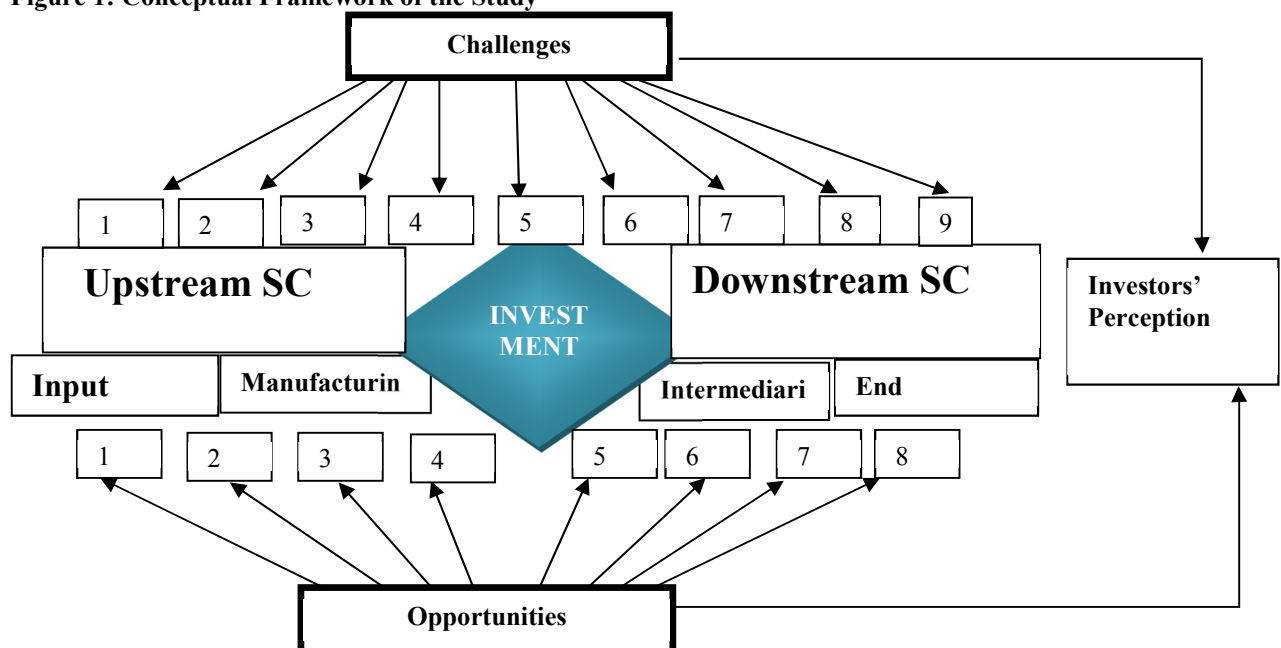 Figure 1: Conceptual Framework of the Study
Challenges
1 2 3 4 5 6 7 8 9
Upstream SC
Downstream SC
INVEST
MENT
Investors’
Perception
Input
Manufacturin
Intermediari
End
1 2 3 4 5 6 7 8
Opportunities